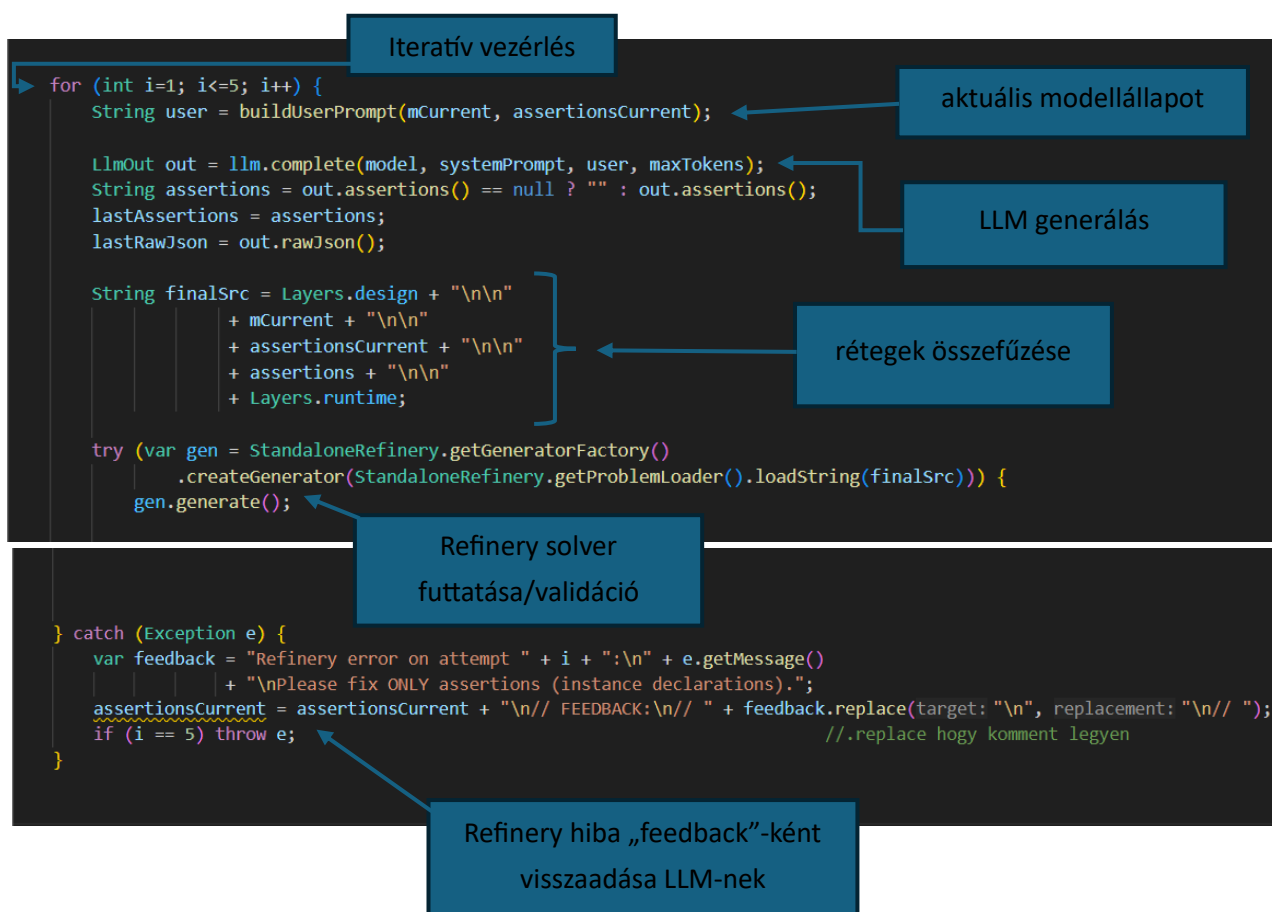 Iteratív vezérlés
for (int i=1; i<=5; i++) {
String user = buildUserPrompt(mCurrent, assertionsCurrent);
aktuális modellállapot
LlmOut out = llm.complete(model, systemPrompt, user, maxTokens);
String assertions = out.assertions() == null ? "" : out.assertions();
lastAssertions = assertions;
lastRawJson = out.rawJson();
LLM generálás
String finalSrc = Layers.design + "\n\n"
+ mCurrent + "\n\n"
+ assertionsCurrent + "\n\n"
+ assertions + "\n\n"
+ Layers.runtime;
rétegek összefűzése
try (var gen = StandaloneRefinery.getGeneratorFactory()
.createGenerator(StandaloneRefinery.getProblemLoader().loadString(finalSrc))) {
gen.generate();
Refinery solver
futtatása/validáció
} catch (Exception e) {
var feedback = "Refinery error on attempt " + i + ":\n" + e.getMessage()
+ "\nPlease fix ONLY assertions (instance declarations).";
assertionsCurrent = assertionsCurrent + "\n// FEEDBACK:\n// " + feedback.replace(target: "\n", replacement: "\n// ");
if (i == 5) throw e; //.replace hogy komment legyen
}
Refinery hiba „feedback”-ként
visszaadása LLM-nek